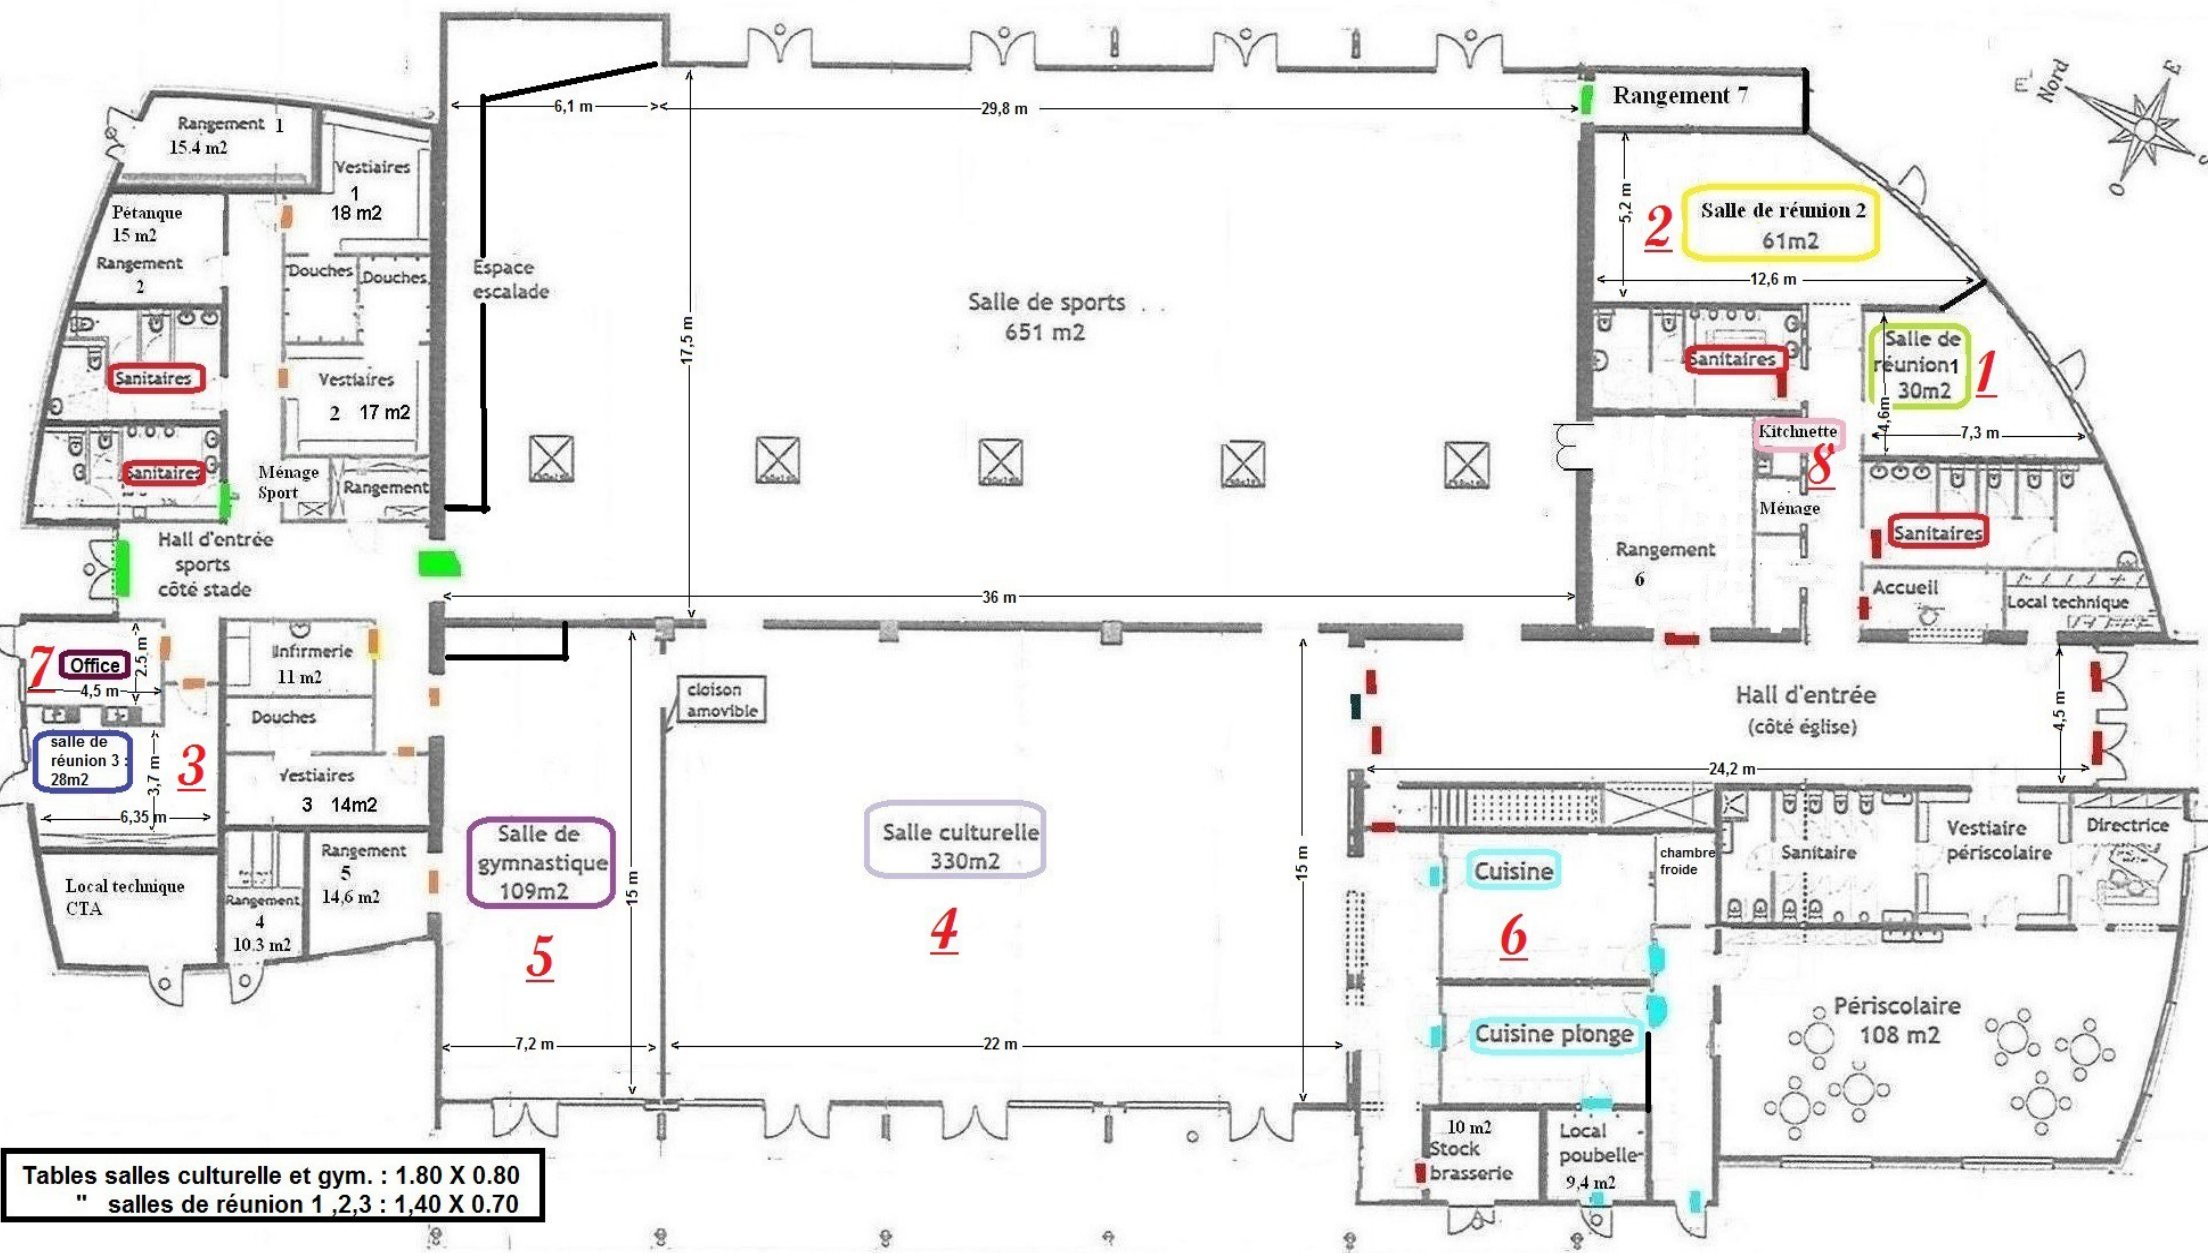 6,1 m
29,8 m
Rangement 7
E
Nord
E
S
O
Rangement 1
15.4 m2
Vestiaires
1
18 m2
Pétanque
15 m2
Rangement
2
Douches
Douches
Espace
escalade
17,5 m
Salle de sports
651 m2
5,2 m
2
Salle de réunion 2
61m2
12,6 m
Sanitaires
Vestiaires
2 17 m2
Sanitaires
Salle de
réunion1
30m2
1
4,6m
7,3 m
Kitchnette
8
Sanitaires
Ménage
Sport
Rangement
Ménage
Sanitaires
Hall d'entrée
sports
côté stade
Rangement
6
Accueil
Local technique
36 m
7
Office
2.5 m
4,5 m
Infirmerie
11 m2
Douches
cloison
amovible
Hall d'entrée
(côté église)
4,5 m
24,2 m
salle de
réunion 3 :
28m2
3,7 m
3
6,35 m
Vestiaires
3 14m2
Salle de
gymnastique
109m2
15 m
5
7,2 m
Salle culturelle
330m2
4
22 m
15 m
Local technique
CTA
Rangement
4
10.3 m2
Rangement
5
14,6 m2
Cuisine
6
chambre
froide
Sanitaire
Vestiaire
périscolaire
Directrice
Cuisine plonge
Périscolaire
108 m2
10 m2
Stock
brasserie
Local
poubelle
9,4 m2
Tables salles culturelle et gym. : 1.80 X 0.80
" salles de réunion 1 ,2,3 : 1,40 X 0.70